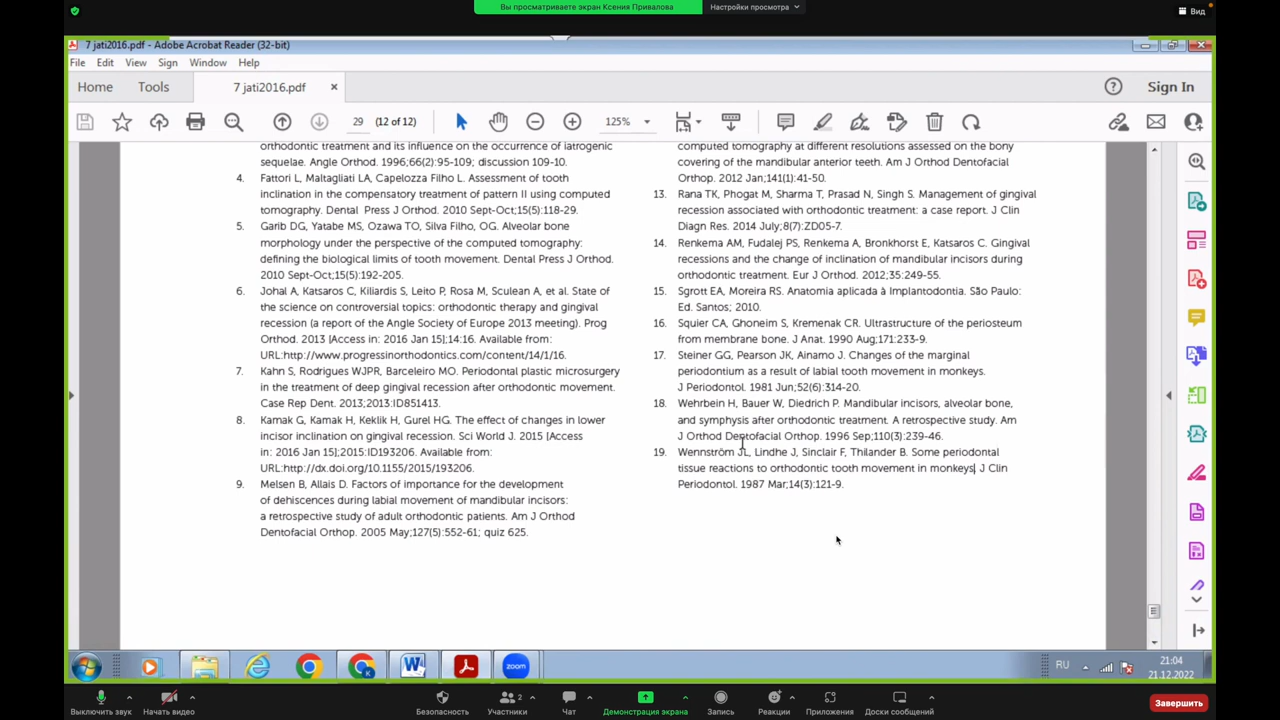 Вы просматриваете экран Ксения Привалова
Настройки просмотра
Вид
7 jati2016.pdf - Adobe Acrobat Reader (32-bit)
File Edit View Sign Window Help
Home Tools 7 jati2016.pdf × Sign In
29 (12 of 12) 125%
orthodontic treatment and its influence on the occurrence of iatrogenic
sequelae. Angle Orthod. 1996;66(2):95-109; discussion 109-10.
4. Fattori L, Maltagliati LA, Capelozza Filho L. Assessment of tooth
inclination in the compensatory treatment of pattern II using computed
tomography. Dental Press J Orthod. 2010 Sept-Oct;15(5):118-29.
5. Garib DG, Yatabe MS, Ozawa TO, Silva Filho, OG. Alveolar bone
morphology under the perspective of the computed tomography:
defining the biological limits of tooth movement. Dental Press J Orthod.
2010 Sept-Oct;15(5):192-205.
6. Johal A, Katsaros C, Kiliardis S, Leito P, Rosa M, Sculean A, et al. State of
the science on controversial topics: orthodontic therapy and gingival
recession (a report of the Angle Society of Europe 2013 meeting). Prog
Orthod. 2013 [Access in: 2016 Jan 15];14:16. Available from:
URL:http://www.progressinorthodontics.com/content/14/1/16.
7. Kahn S, Rodrigues WJPR, Barceleiro MO. Periodontal plastic microsurgery
in the treatment of deep gingival recession after orthodontic movement.
Case Rep Dent. 2013;2013:ID851413.
8. Kamak G, Kamak H, Keklik H, Gurel HG. The effect of changes in lower
incisor inclination on gingival recession. Sci World J. 2015 [Access
in: 2016 Jan 15];2015:ID193206. Available from:
URL:http://dx.doi.org/10.1155/2015/193206.
9. Melsen B, Allais D. Factors of importance for the development
of dehiscences during labial movement of mandibular incisors:
a retrospective study of adult orthodontic patients. Am J Orthod
Dentofacial Orthop. 2005 May;127(5):552-61; quiz 625.
computed tomography at different resolutions assessed on the bony
covering of the mandibular anterior teeth. Am J Orthod Dentofacial
Orthop. 2012 Jan;141(1):41-50.
13. Rana TK, Phogat M, Sharma T, Prasad N, Singh S. Management of gingival
recession associated with orthodontic treatment: a case report. J Clin
Diagn Res. 2014 July;8(7):ZD05-7.
14. Renkema AM, Fudalej PS, Renkema A, Bronkhorst E, Katsaros C. Gingival
recessions and the change of inclination of mandibular incisors during
orthodontic treatment. Eur J Orthod. 2012;35:249-55.
15. Sgrott EA, Moreira RS. Anatomia aplicada à Implantodontia. São Paulo:
Ed. Santos; 2010.
16. Squier CA, Ghoneim S, Kremenak CR. Ultrastructure of the periosteum
from membrane bone. J Anat. 1990 Aug;171:233-9.
17. Steiner GG, Pearson JK, Ainamo J. Changes of the marginal
periodontium as a result of labial tooth movement in monkeys.
J Periodontol. 1981 Jun;52(6):314-20.
18. Wehrbein H, Bauer W, Diedrich P. Mandibular incisors, alveolar bone,
and symphysis after orthodontic treatment. A retrospective study. Am
J Orthod Dentofacial Orthop. 1996 Sep;110(3):239-46.
19. Wennström JL, Lindhe J, Sinclair F, Thilander B. Some periodontal
tissue reactions to orthodontic tooth movement in monkeys. J Clin
Periodontol. 1987 Mar;14(3):121-9.
zoom
RU
21:04
21.12.2022
Выключить звук
Начать видео
Безопасность
2
Участники
Чат
Демонстрация экрана
Запись
Реакции
Приложения
Доски сообщений
Завершить